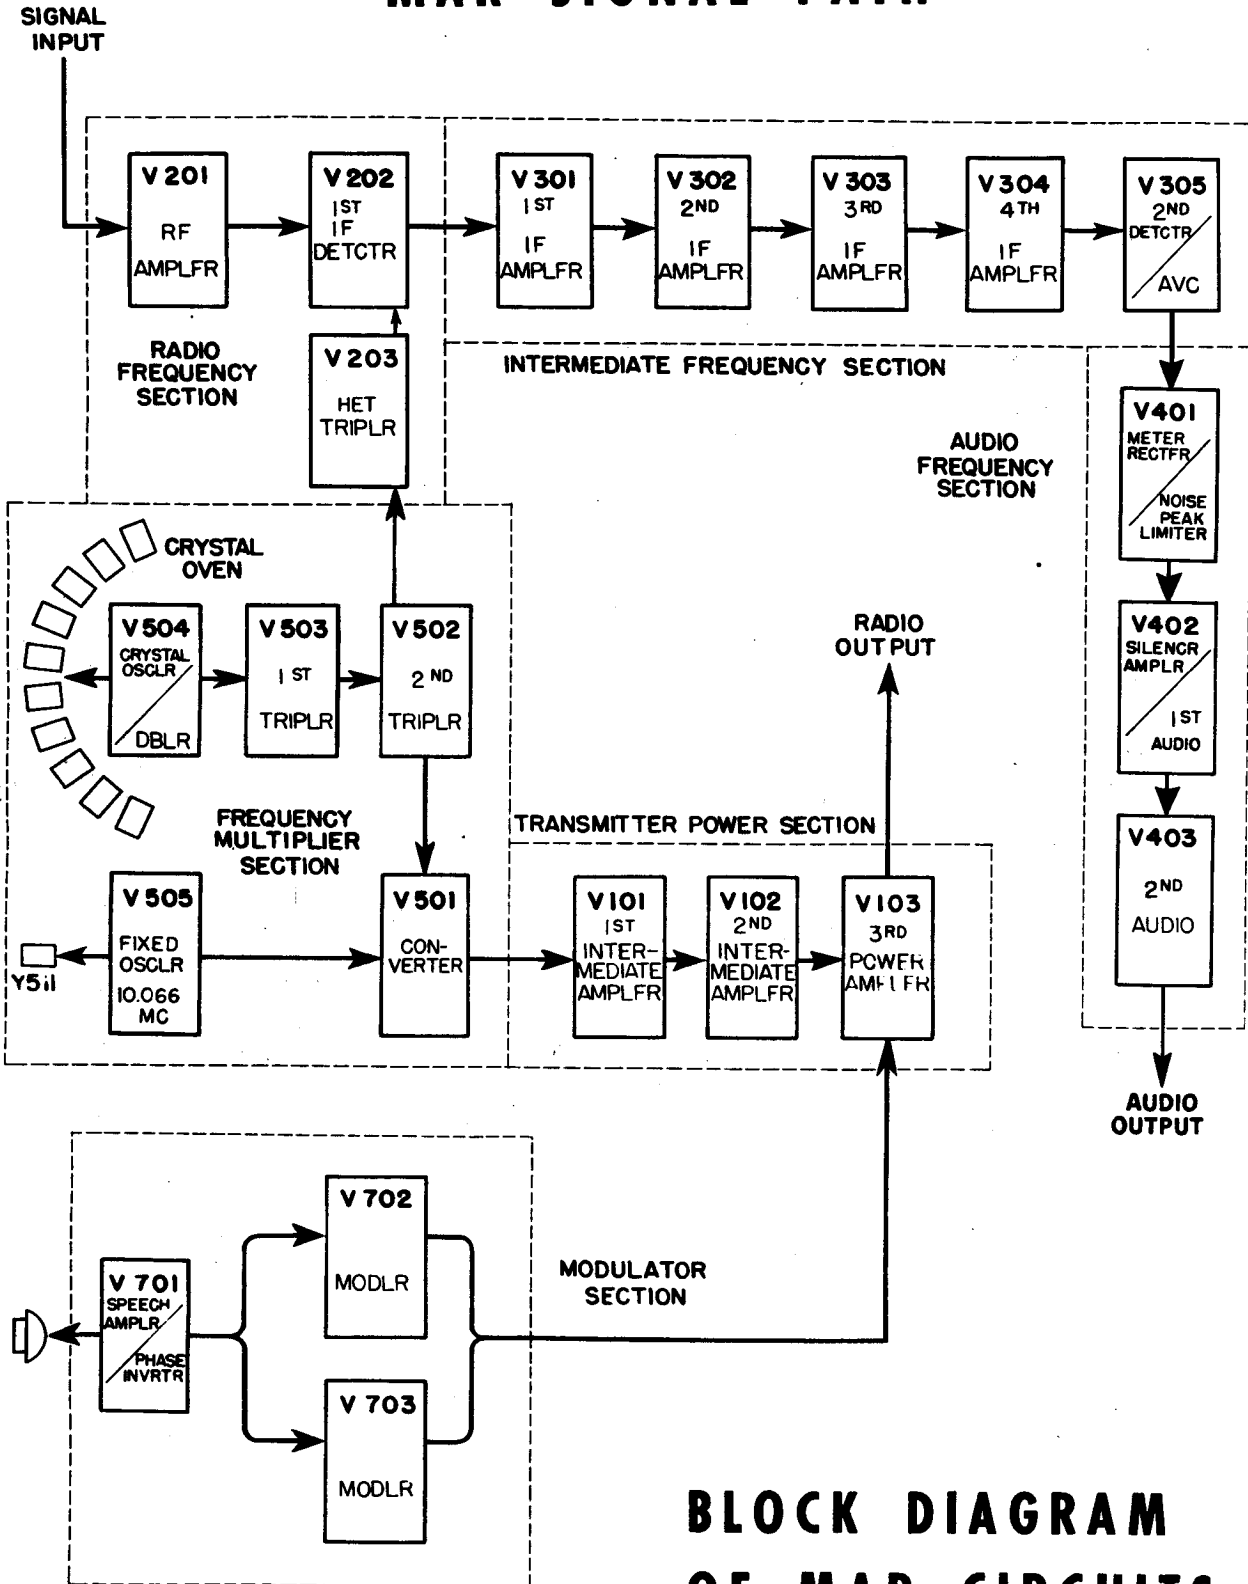 MAR SIGNAL PATH
SIGNAL
INPUT
V 201
RF
AMPLFR
V 202
1ST
IF
DETCTR
V 301
1ST
IF
AMPLFR
V 302
2ND
IF
AMPLFR
V 303
3RD
IF
AMPLFR
V 304
4TH
IF
AMPLFR
V 305
2ND
DETCTR
AVC
RADIO
FREQUENCY
SECTION
V 203
HET
TRIPLR
INTERMEDIATE FREQUENCY SECTION
AUDIO
FREQUENCY
SECTION
V401
METER
RECTFR
NOISE
PEAK
LIMITER
CRYSTAL
OVEN
V 504
CRYSTAL
OSCLR
DBLR
V 503
1 ST
TRIPLR
V 502
2 ND
TRIPLR
RADIO
OUTPUT
V402
SILENCR
AMPLR
1ST
AUDIO
FREQUENCY
MULTIPLIER
SECTION
TRANSMITTER POWER SECTION
V403
2ND
AUDIO
V 505
FIXED
OSCLR
10.066
MC
Y5il
V 501
CON-
VERTER
V101
1ST
INTER-
MEDIATE
AMPLFR
V102
2ND
INTER-
MEDIATE
AMPLFR
V103
3RD
POWER
AMPLFR
AUDIO
OUTPUT
V 702
MODLR
V 701
SPEECH
AMPLR
PHASE
INVRTR
MODULATOR
SECTION
V 703
MODLR
BLOCK DIAGRAM
OF MAR CIRCUITS